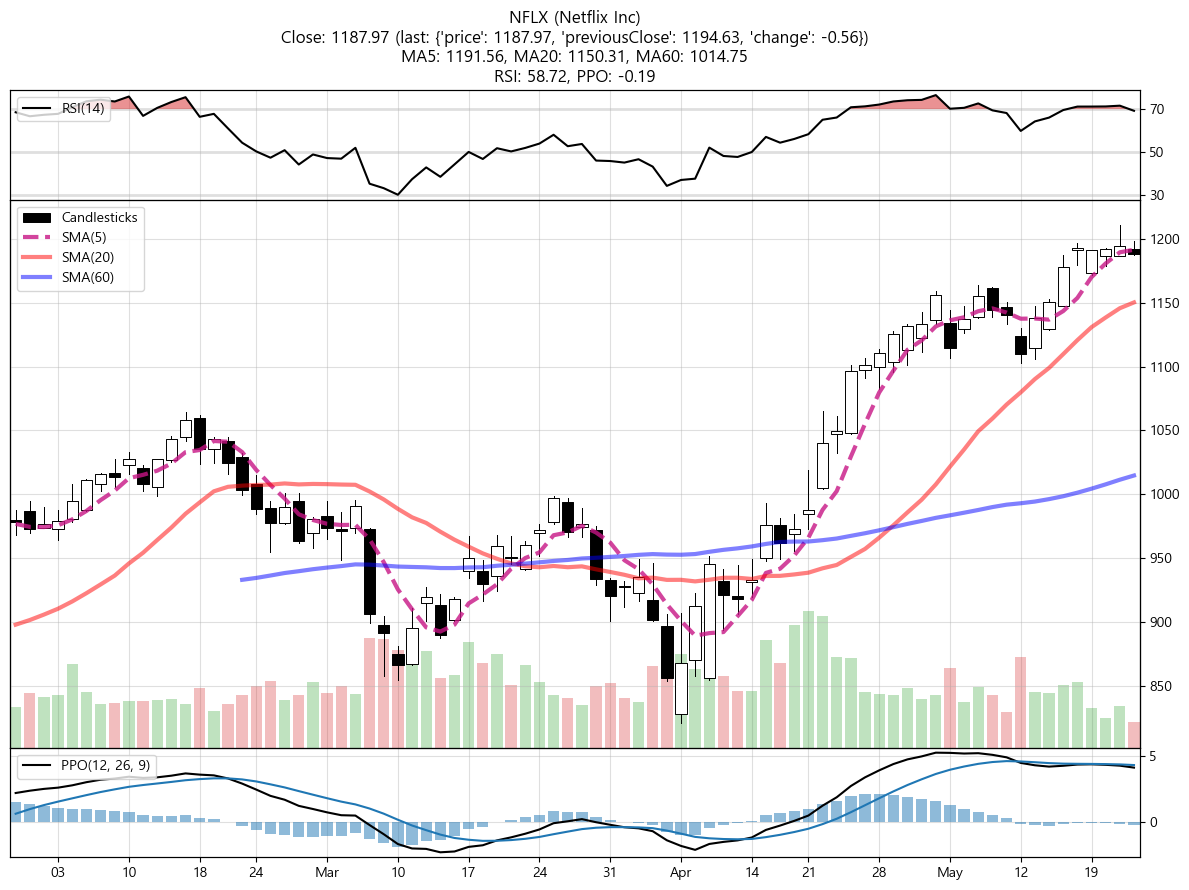 NFLX (Netflix Inc)
Close: 1187.97 (last: {'price': 1187.97, 'previousClose': 1194.63, 'change': -0.56})
MA5: 1191.56, MA20: 1150.31, MA60: 1014.75
RSI: 58.72, PPO: -0.19
RSI(14)
70
50
30
Candlesticks
SMA(5)
SMA(20)
SMA(60)
1200
1150
1100
1050
1000
950
900
850
PPO(12, 26, 9)
5
0
03 10 18 24 Mar 10 17 24 31 Apr 14 21 28 May 12 19